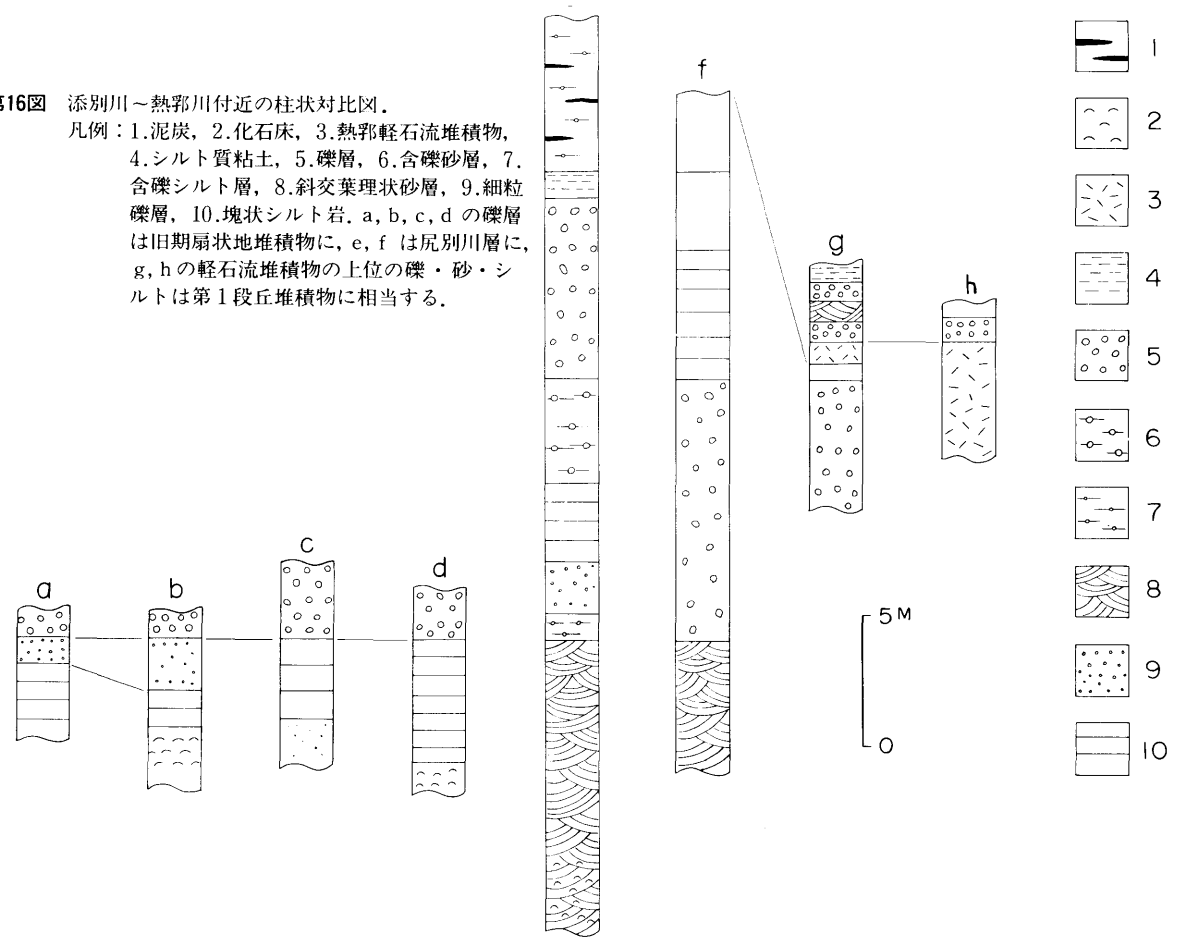 第16図 添別川~熱郛川付近の柱状対比図.
凡例:1.泥炭,2.化石床,3.熱郛軽石流堆積物,
4.シルト質粘土,5.礫層,6.含礫砂層,7.
含礫シルト層,8.斜交葉理状砂層,9.細粒
礫層,10.塊状シルト岩.a,b,c,d の礫層
は旧期扇状地堆積物に,e,f は尻別川層に,
g,hの軽石流堆積物の上位の礫・砂・シ
ルトは第1段丘堆積物に相当する.
a
b
c
d
f
g
h
5M
0
1
2
3
4
5
6
7
8
9
10